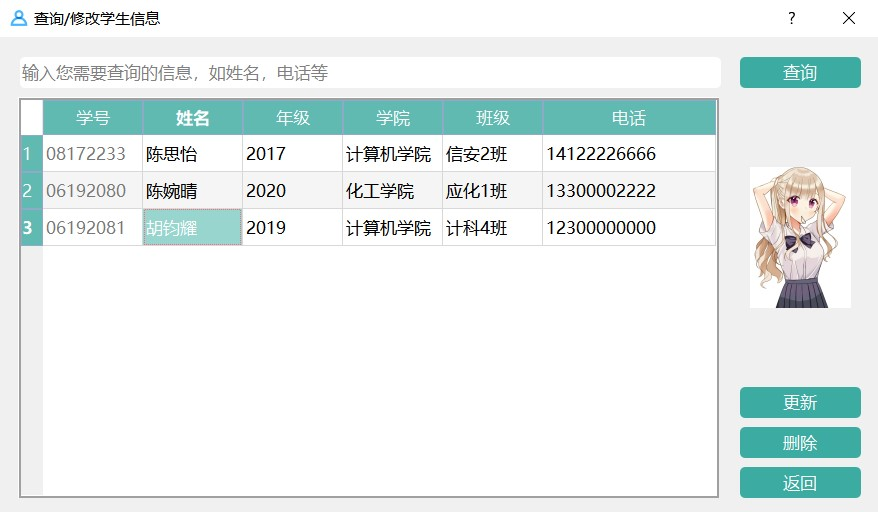 查询/修改学生信息
?
输入您需要查询的信息，如姓名，电话等 查询
学号 姓名 年级 学院 班级 电话
1 08172233 陈思怡 2017 计算机学院 信安2班 14122226666
2 06192080 陈婉晴 2020 化工学院 应化1班 13300002222
3 06192081 胡钧耀 2019 计算机学院 计科4班 12300000000
更新
删除
返回